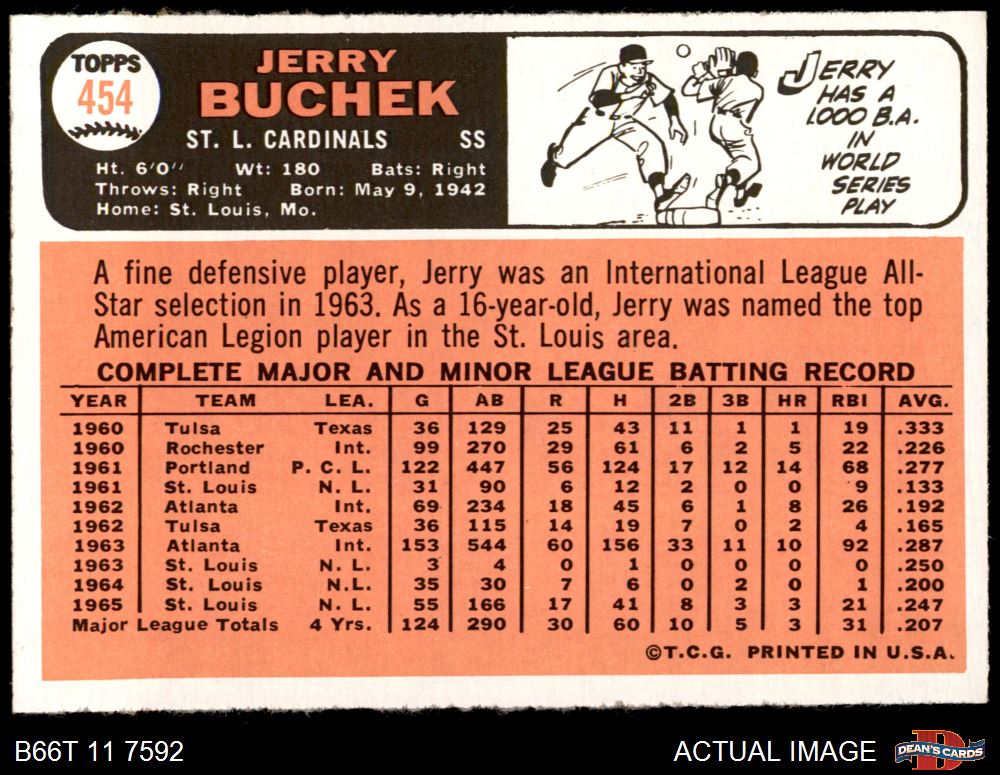 TOPPS
454
JERRY
BUCHEK
ST. L. CARDINALS SS
Ht. 6'0" Wt: 180 Bats: Right
Throws: Right Born: May 9, 1942
Home: St. Louis, Mo.
JERRY
HAS A
1,000 B.A.
IN
WORLD
SERIES
PLAY
A fine defensive player, Jerry was an International League All-
Star selection in 1963. As a 16-year-old, Jerry was named the top
American Legion player in the St. Louis area.
COMPLETE MAJOR AND MINOR LEAGUE BATTING RECORD
YEAR TEAM LEA. G AB R H 2B 3B HR RBI AVG.
1960 Tulsa Texas 36 129 25 43 11 1 1 19 .333
1960 Rochester Int. 99 270 29 61 6 2 5 22 .226
1961 Portland P. C. L. 122 447 56 124 17 12 14 68 .277
1961 St. Louis N. L. 31 90 6 12 2 0 0 9 .133
1962 Atlanta Int. 69 234 18 45 6 1 8 26 .192
1962 Tulsa Texas 36 115 14 19 7 0 2 4 .165
1963 Atlanta Int. 153 544 60 156 33 11 10 92 .287
1963 St. Louis N. L. 3 4 0 1 0 0 0 0 .250
1964 St. Louis N.L. 35 30 7 6 0 2 0 1 .200
1965 St. Louis N. L. 55 166 17 41 8 3 3 21 .247
Major League Totals 4 Yrs. 124 290 30 60 10 5 3 31 .207
©T.C.G. PRINTED IN U.S.A.
B66T 11 7592
ACTUAL IMAGE
DEAN'S CARDS